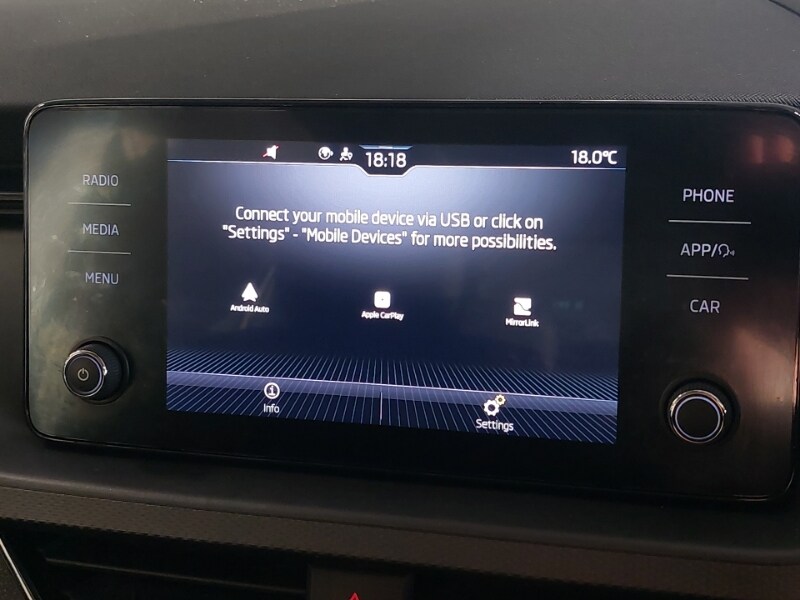 18:18
18.0°C
RADIO
MEDIA
MENU
Connect your mobile device via USB or click on
"Settings" - "Mobile Devices" for more possibilities.
Android Auto
Apple CarPlay
MirrorLink
Info
Settings
PHONE
APP/
CAR